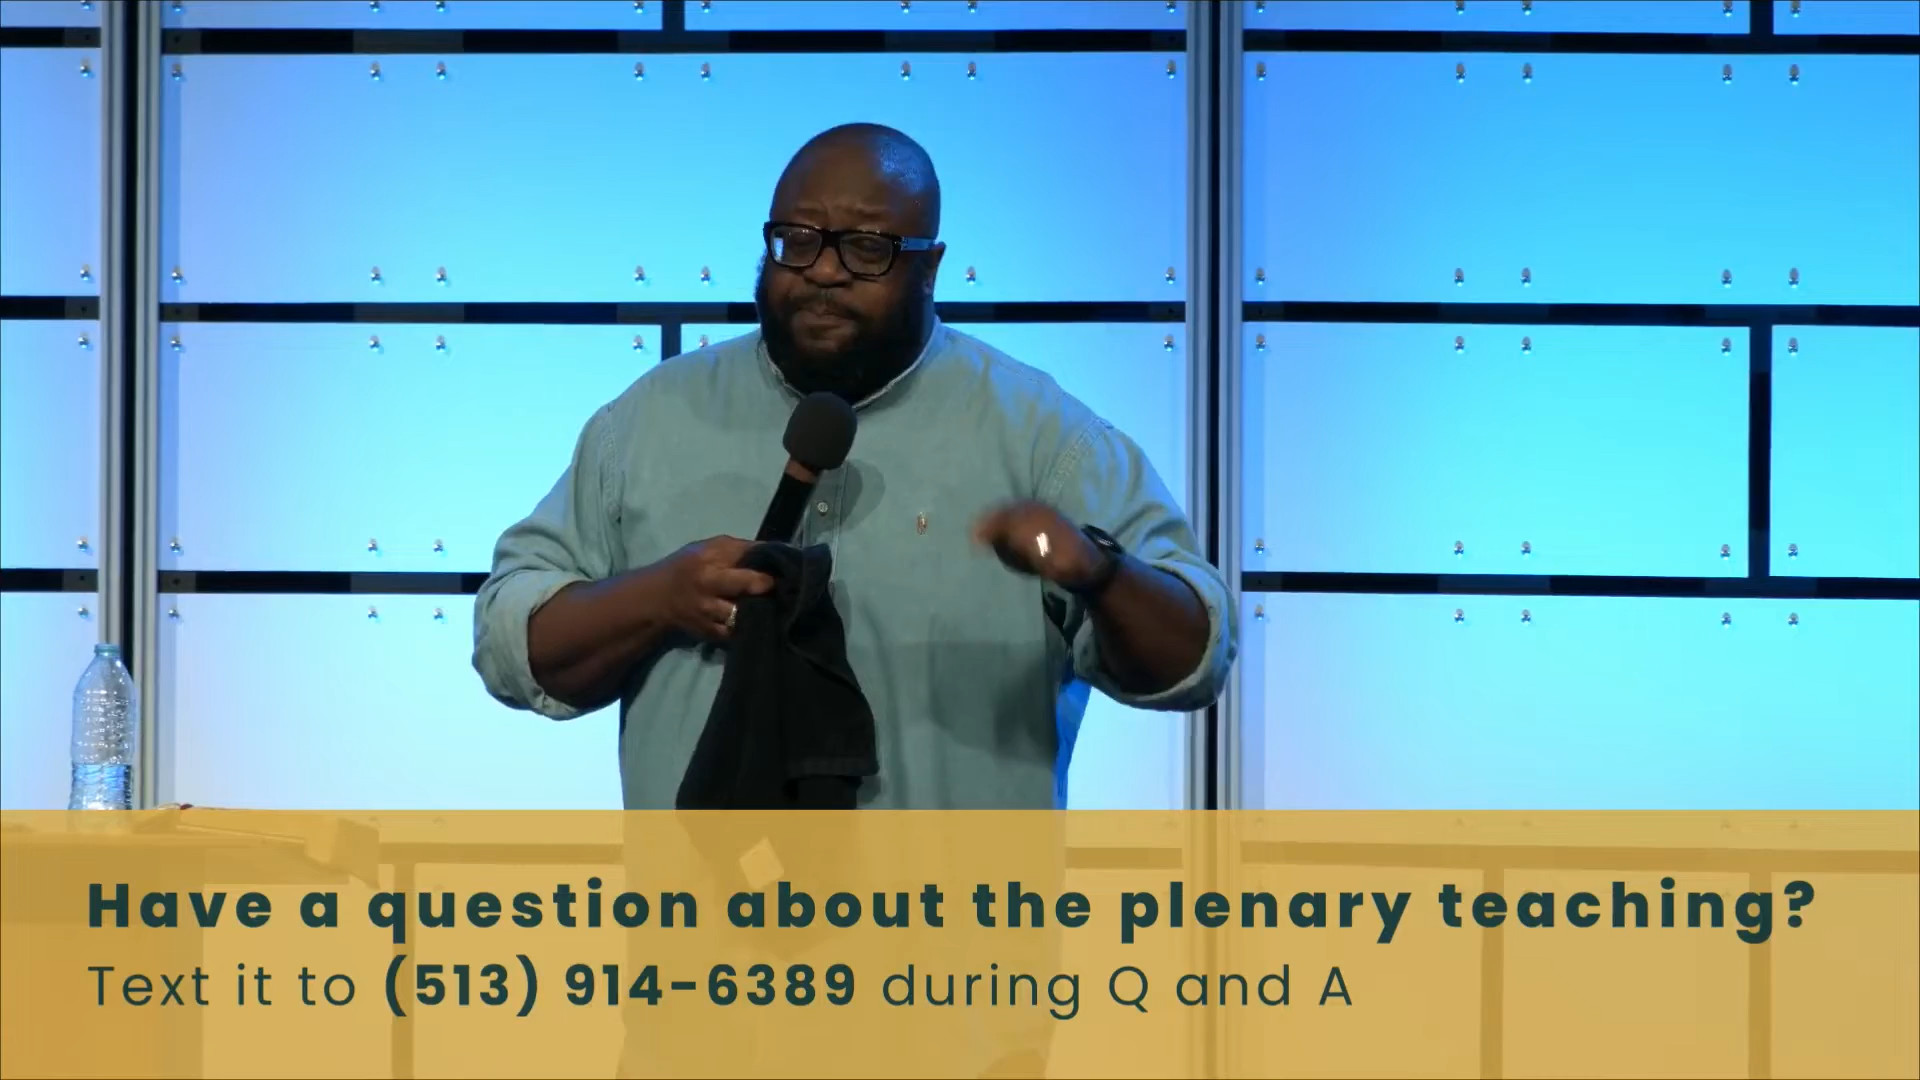 Have a question about the plenary teaching?
Text it to (513) 914-6389 during Q and A